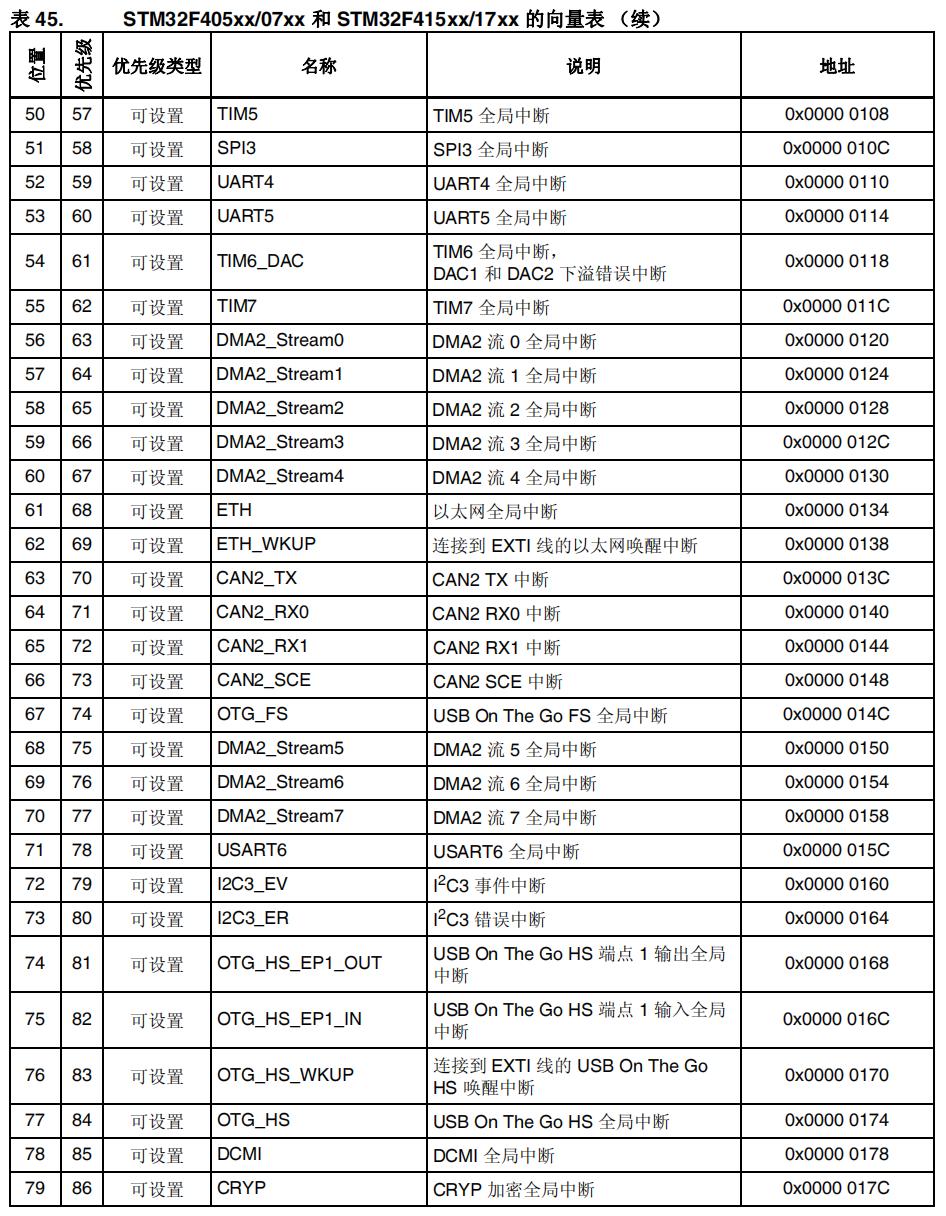 表 45. STM32F405xx/07xx 和 STM32F415xx/17xx 的向量表 （续）
位置 优先级 优先级类型 名称 说明 地址
50 57 可设置 TIM5 TIM5 全局中断 0x0000 0108
51 58 可设置 SPI3 SPI3 全局中断 0x0000 010C
52 59 可设置 UART4 UART4 全局中断 0x0000 0110
53 60 可设置 UART5 UART5 全局中断 0x0000 0114
54 61 可设置 TIM6_DAC TIM6 全局中断，
DAC1 和 DAC2 下溢错误中断 0x0000 0118
55 62 可设置 TIM7 TIM7 全局中断 0x0000 011C
56 63 可设置 DMA2_Stream0 DMA2 流 0 全局中断 0x0000 0120
57 64 可设置 DMA2_Stream1 DMA2 流 1 全局中断 0x0000 0124
58 65 可设置 DMA2_Stream2 DMA2 流 2 全局中断 0x0000 0128
59 66 可设置 DMA2_Stream3 DMA2 流 3 全局中断 0x0000 012C
60 67 可设置 DMA2_Stream4 DMA2 流 4 全局中断 0x0000 0130
61 68 可设置 ETH 以太网全局中断 0x0000 0134
62 69 可设置 ETH_WKUP 连接到 EXTI 线的以太网唤醒中断 0x0000 0138
63 70 可设置 CAN2_TX CAN2 TX 中断 0x0000 013C
64 71 可设置 CAN2_RX0 CAN2 RX0 中断 0x0000 0140
65 72 可设置 CAN2_RX1 CAN2 RX1 中断 0x0000 0144
66 73 可设置 CAN2_SCE CAN2 SCE 中断 0x0000 0148
67 74 可设置 OTG_FS USB On The Go FS 全局中断 0x0000 014C
68 75 可设置 DMA2_Stream5 DMA2 流 5 全局中断 0x0000 0150
69 76 可设置 DMA2_Stream6 DMA2 流 6 全局中断 0x0000 0154
70 77 可设置 DMA2_Stream7 DMA2 流 7 全局中断 0x0000 0158
71 78 可设置 USART6 USART6 全局中断 0x0000 015C
72 79 可设置 I2C3_EV I²C3 事件中断 0x0000 0160
73 80 可设置 I2C3_ER I²C3 错误中断 0x0000 0164
74 81 可设置 OTG_HS_EP1_OUT USB On The Go HS 端点 1 输出全局
中断 0x0000 0168
75 82 可设置 OTG_HS_EP1_IN USB On The Go HS 端点 1 输入全局
中断 0x0000 016C
76 83 可设置 OTG_HS_WKUP 连接到 EXTI 线的 USB On The Go
HS 唤醒中断 0x0000 0170
77 84 可设置 OTG_HS USB On The Go HS 全局中断 0x0000 0174
78 85 可设置 DCMI DCMI 全局中断 0x0000 0178
79 86 可设置 CRYP CRYP 加密全局中断 0x0000 017C